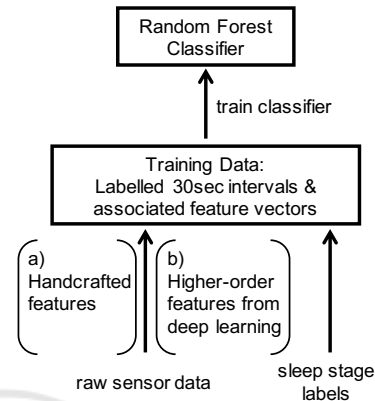 Random Forest
Classifier
train classifier
Training Data:
Labelled 30sec intervals &
associated feature vectors
a)
Handcrafted
features
b)
Higher-order
features from
deep learning
raw sensor data
sleep stage
labels